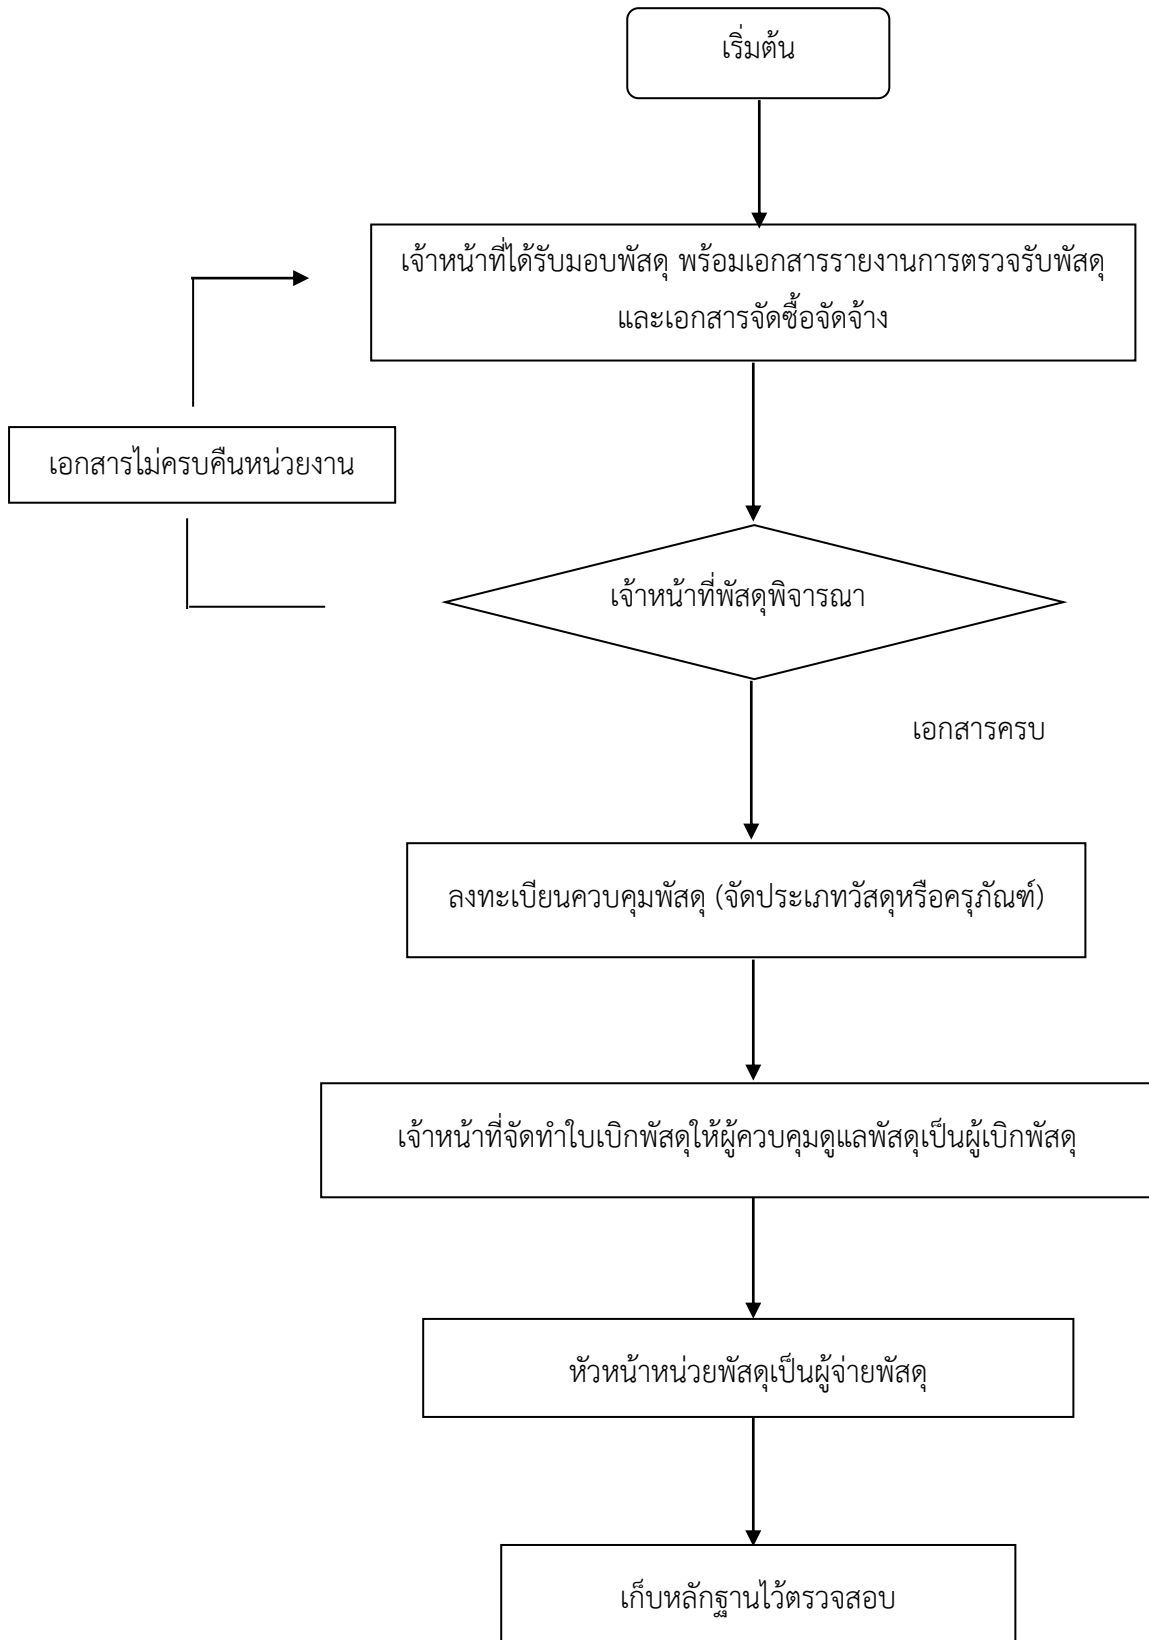 เริ่มต้น
เจ้าหน้าที่ได้รับมอบพัสดุ พร้อมเอกสารรายงานการตรวจรับพัสดุ
และเอกสารจัดซื้อจัดจ้าง
เอกสารไม่ครบคืนหน่วยงาน
เจ้าหน้าที่พัสดุพิจารณา
เอกสารครบ
ลงทะเบียนควบคุมพัสดุ (จัดประเภทวัสดุหรือครุภัณฑ์)
เจ้าหน้าที่จัดทำใบเบิกพัสดุให้ผู้ควบคุมดูแลพัสดุเป็นผู้เบิกพัสดุ
หัวหน้าหน่วยพัสดุเป็นผู้จ่ายพัสดุ
เก็บหลักฐานไว้ตรวจสอบ